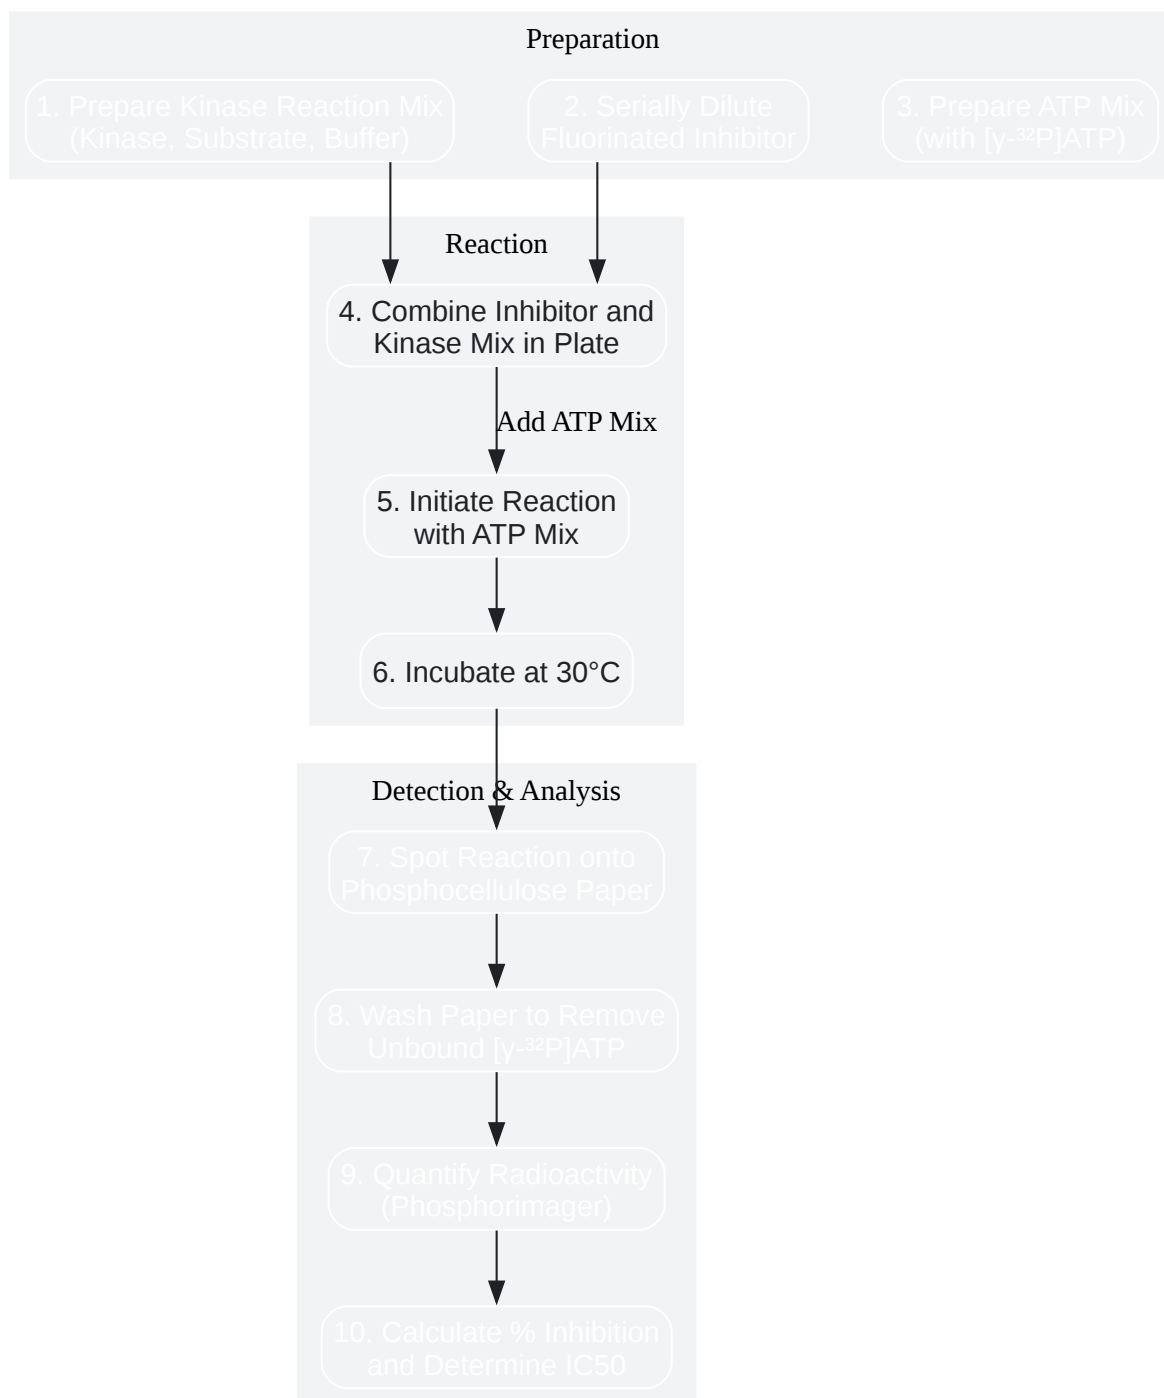 Preparation
1. Prepare Kinase Reaction Mix
(Kinase, Substrate, Buffer)
2. Serially Dilute
Fluorinated Inhibitor
3. Prepare ATP Mix
(with [γ-³²P]ATP)
Reaction
4. Combine Inhibitor and
Kinase Mix in Plate
Add ATP Mix
5. Initiate Reaction
with ATP Mix
6. Incubate at 30°C
Detection & Analysis
7. Spot Reaction onto
Phosphocellulose Paper
8. Wash Paper to Remove
Unbound [γ-³²P]ATP
9. Quantify Radioactivity
(Phosphorimager)
10. Calculate % Inhibition
and Determine IC50